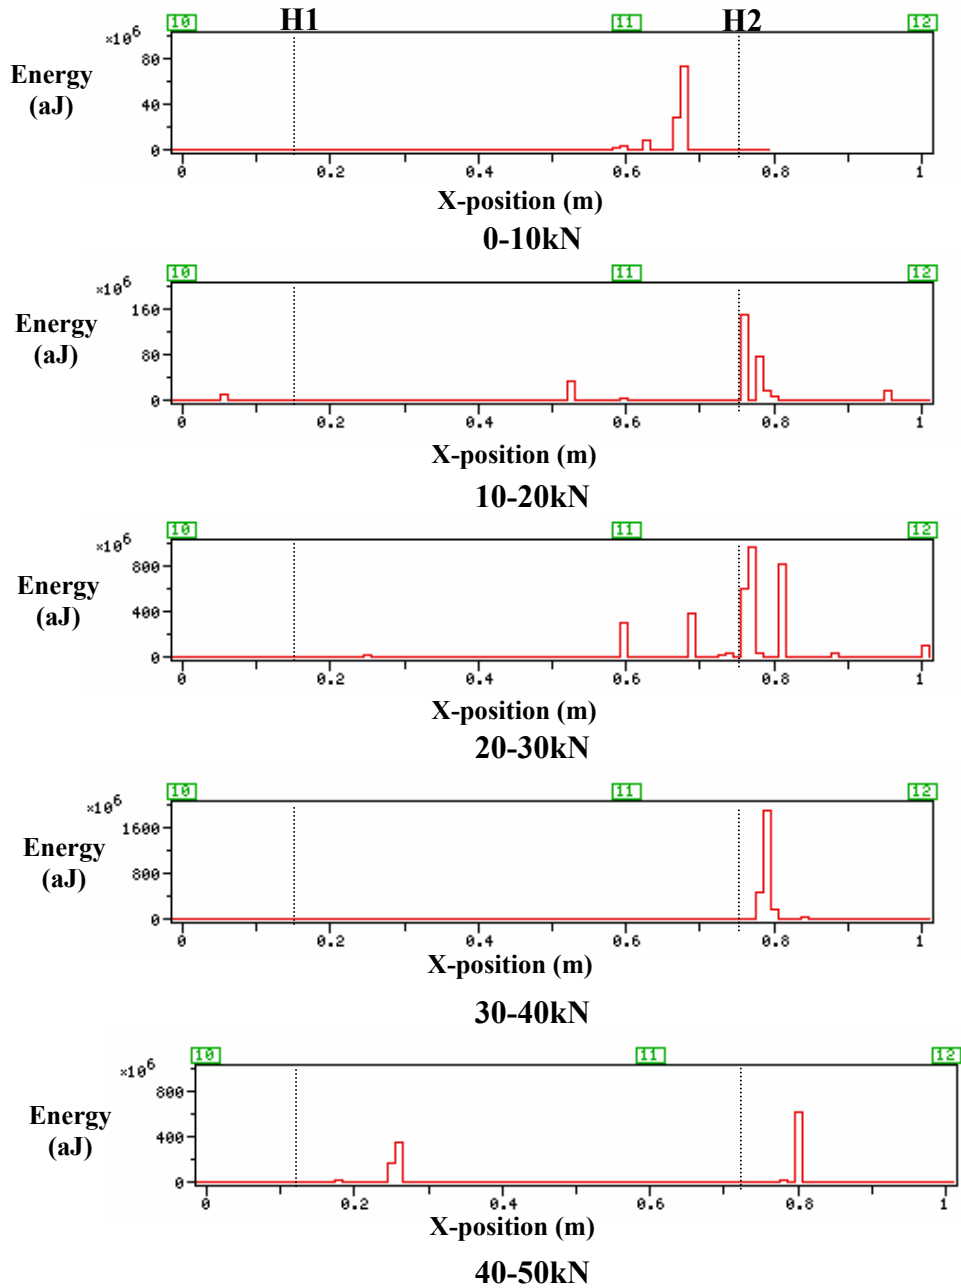 10 H1 11 H2 12
×10⁶
Energy
(aJ)
80
40
0
0 0.2 0.4 0.6 0.8 1
X-position (m)
0-10kN
10 11 12
×10⁶
Energy
(aJ)
160
80
0
0 0.2 0.4 0.6 0.8 1
X-position (m)
10-20kN
10 11 12
×10⁶
Energy
(aJ)
800
400
0
0 0.2 0.4 0.6 0.8 1
X-position (m)
20-30kN
10 11 12
×10⁶
Energy
(aJ)
1600
800
0
0 0.2 0.4 0.6 0.8 1
X-position (m)
30-40kN
10 11 12
×10⁶
Energy
(aJ)
800
400
0
0 0.2 0.4 0.6 0.8 1
X-position (m)
40-50kN